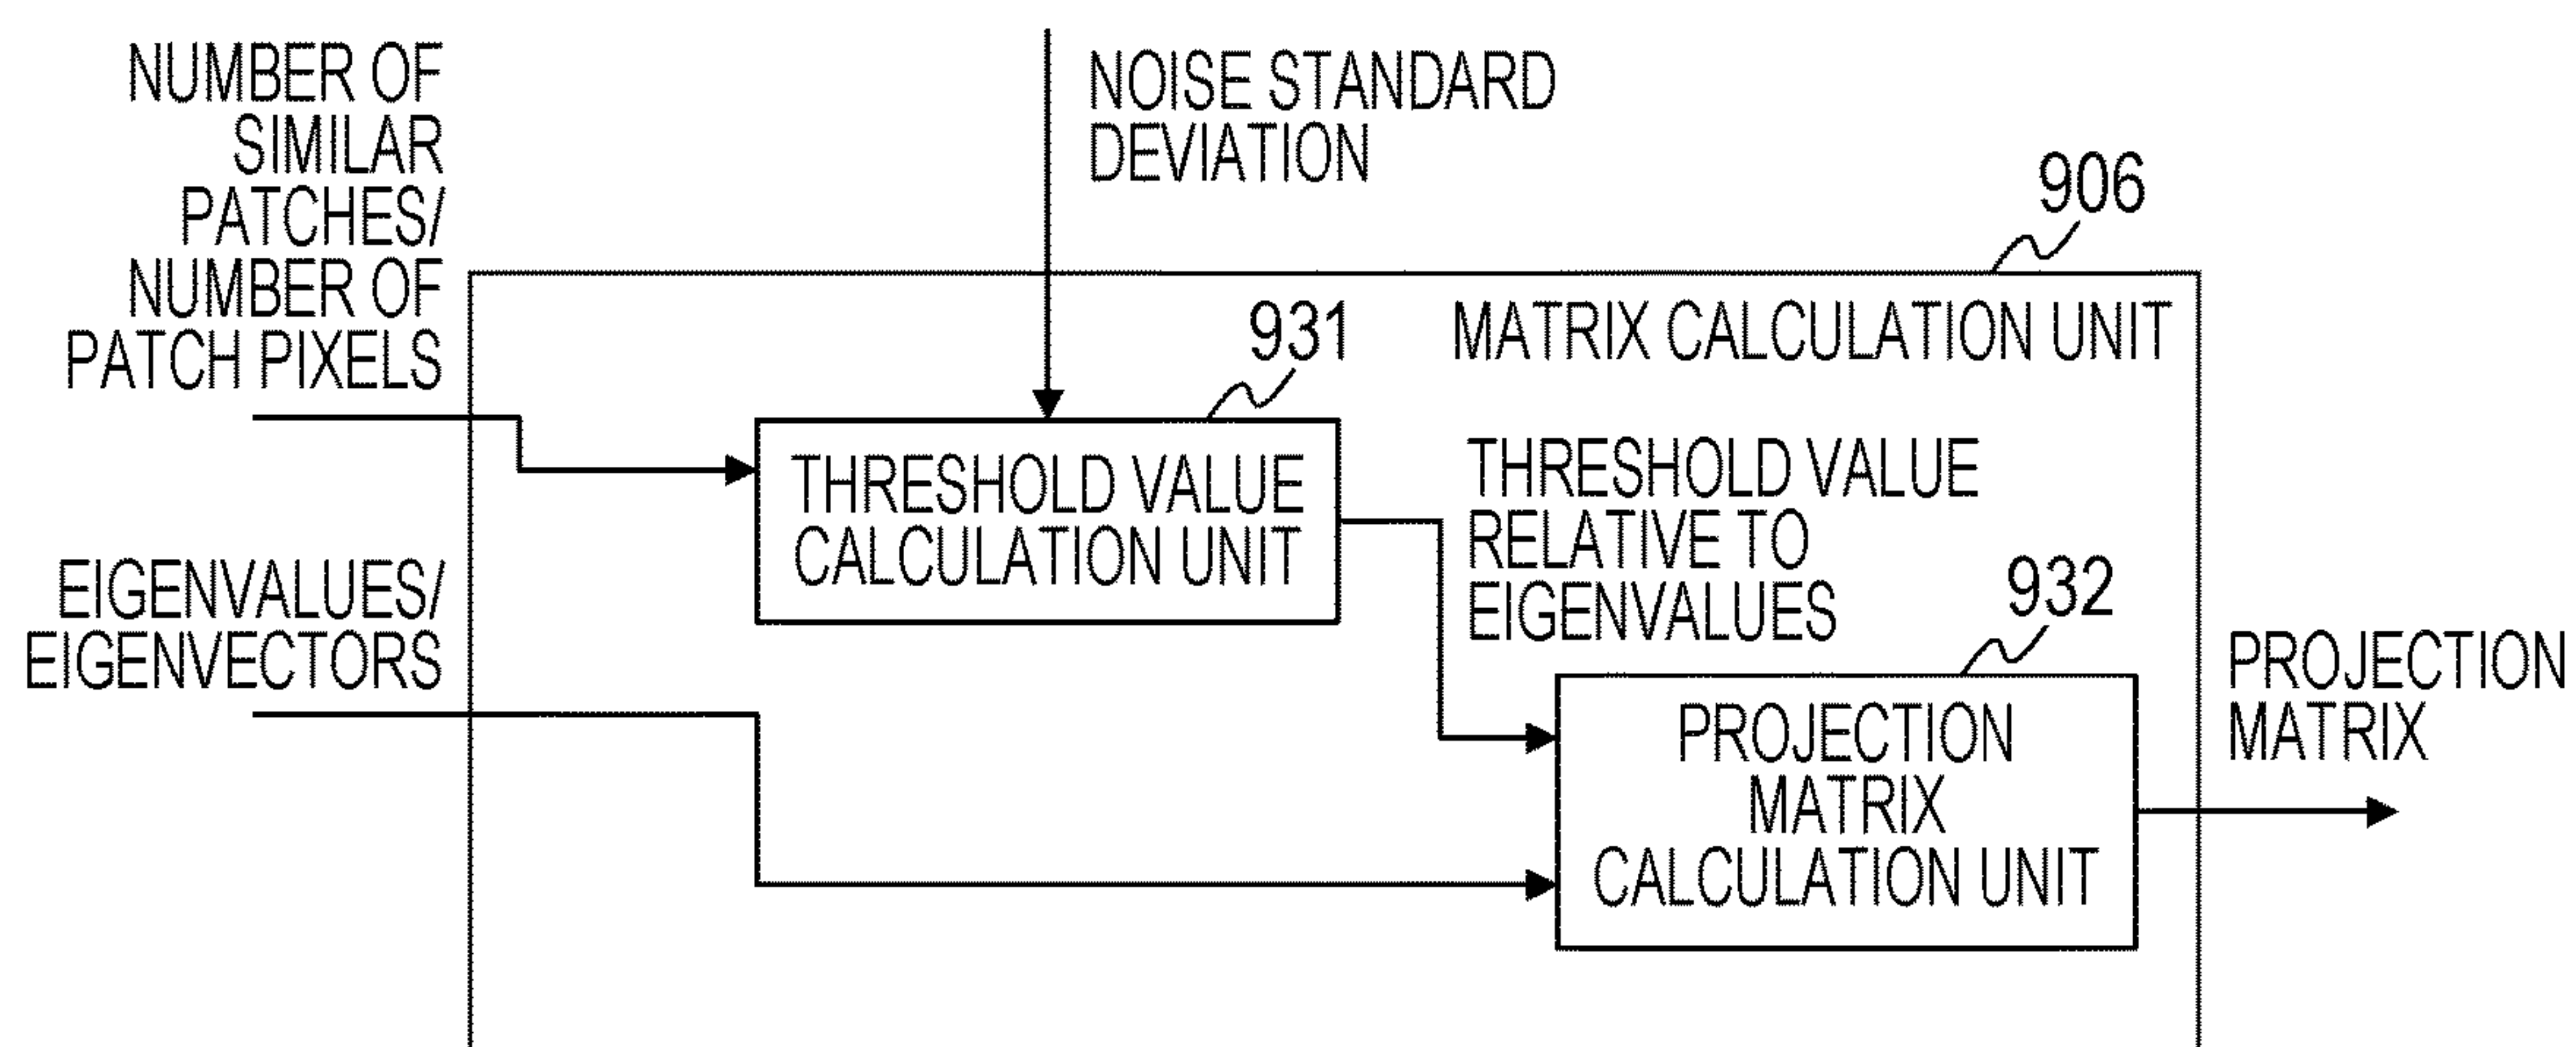 NUMBER OF
SIMILAR
PATCHES/
NUMBER OF
PATCH PIXELS
NOISE STANDARD
DEVIATION
906
MATRIX CALCULATION UNIT
931
THRESHOLD VALUE
CALCULATION UNIT
THRESHOLD VALUE
RELATIVE TO
EIGENVALUES
EIGENVALUES/
EIGENVECTORS
932
PROJECTION
MATRIX
CALCULATION UNIT
PROJECTION
MATRIX